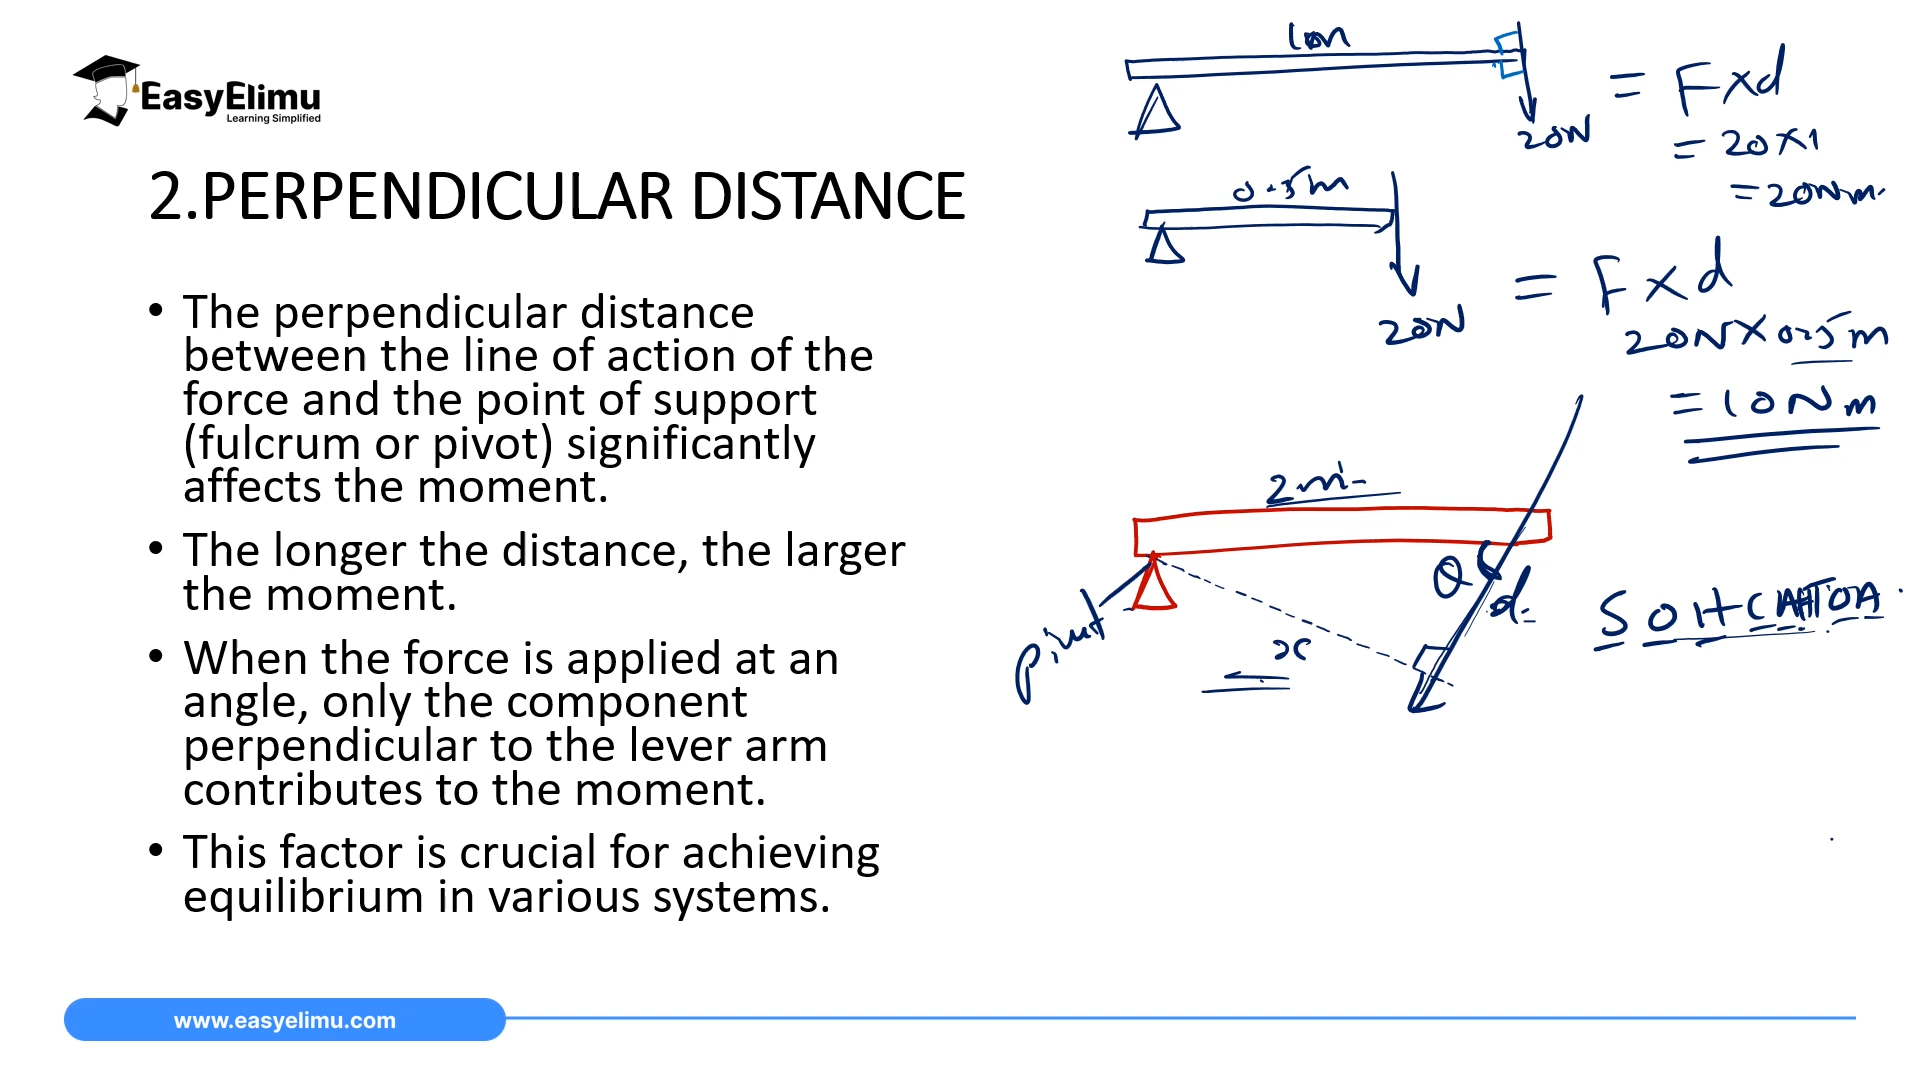 EasyElimu
Learning Simplified
2.PERPENDICULAR DISTANCE
• The perpendicular distance
between the line of action of the
force and the point of support
(fulcrum or pivot) significantly
affects the moment.
• The longer the distance, the larger
the moment.
• When the force is applied at an
angle, only the component
perpendicular to the lever arm
contributes to the moment.
• This factor is crucial for achieving
equilibrium in various systems.
www.easyelimu.com
20N
= F x d
= 20 x 1
= 20Nm.
0.5m
20N
= F x d
20N x 0.5m
= 10Nm
2m
θ
d
pivot
x
SOHCAHTOA